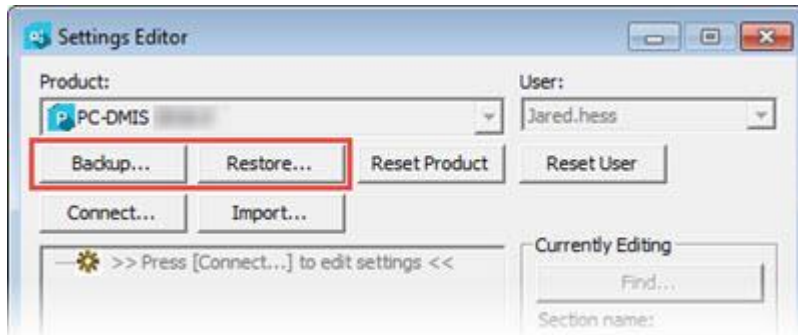 Settings Editor
Product:
User:
PC-DMIS
Jared.hess
Backup...
Restore...
Reset Product
Reset User
Connect...
Import...
>> Press [Connect...] to edit settings <<
Currently Editing
Find...
Section name: